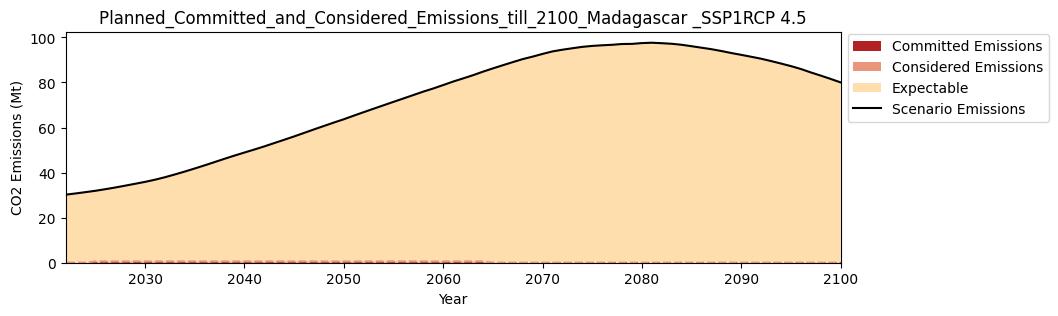 Planned_Committed_and_Considered_Emissions_till_2100_Madagascar _SSP1RCP 4.5
CO2 Emissions (Mt)
100
80
60
40
20
0
2030
2040
2050
2060
2070
2080
2090
2100
Year
Committed Emissions
Considered Emissions
Expectable
Scenario Emissions